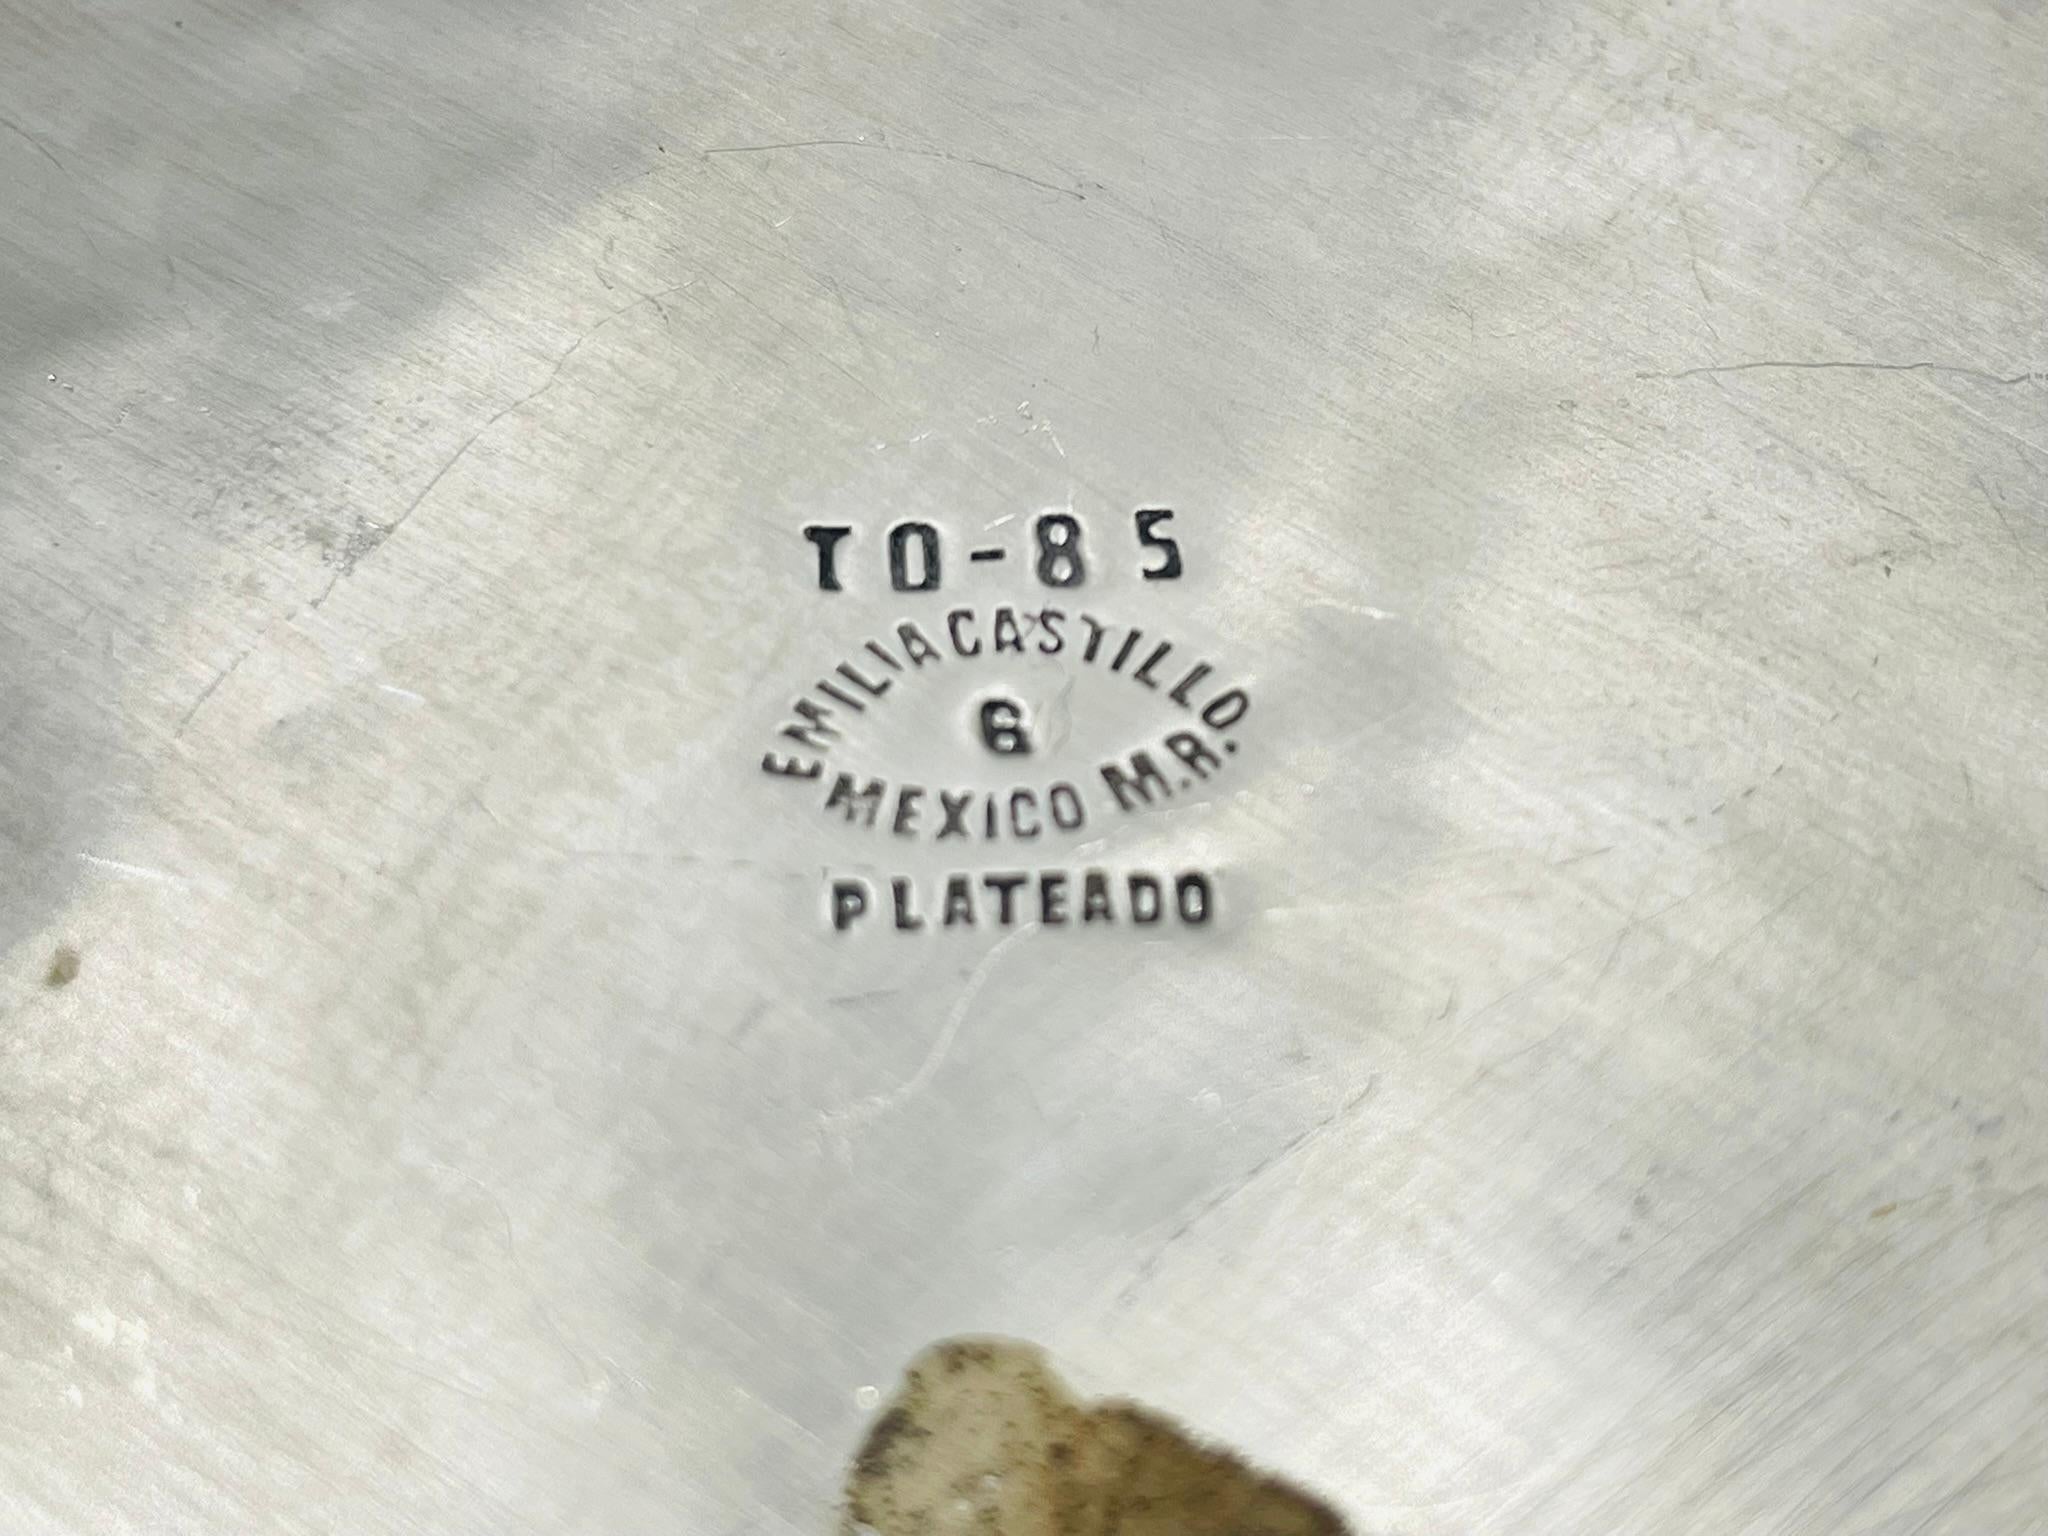 TO-85
EMILIA CASTILLO
6
MEXICO M.R.
PLATEADO